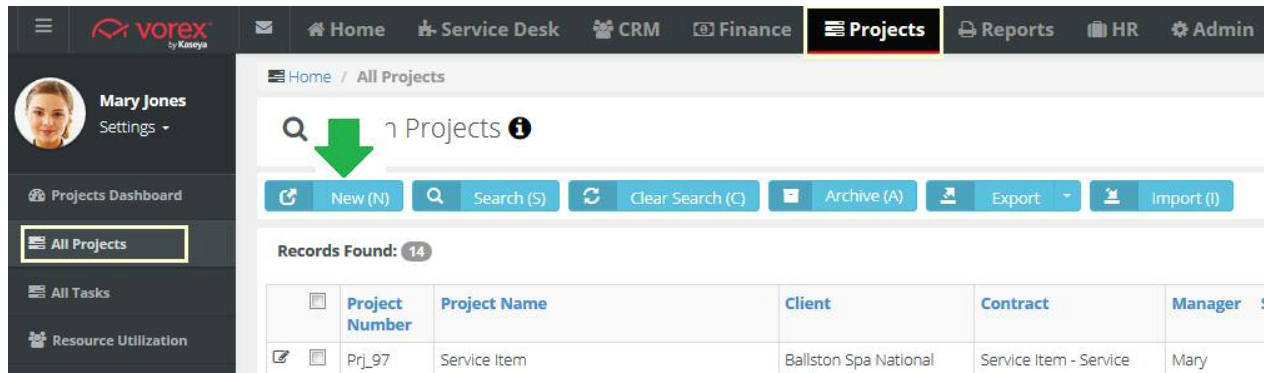 vorex by Kaseya Home Service Desk CRM Finance Projects Reports HR Admin
Home / All Projects
Mary Jones
Settings
Projects
Projects Dashboard
New (N) Search (S) Clear Search (C) Archive (A) Export Import (I)
All Projects
Records Found: 14
All Tasks
Project Number Project Name Client Contract Manager
Resource Utilization
Prj_97 Service Item Ballston Spa National Service Item - Service Mary